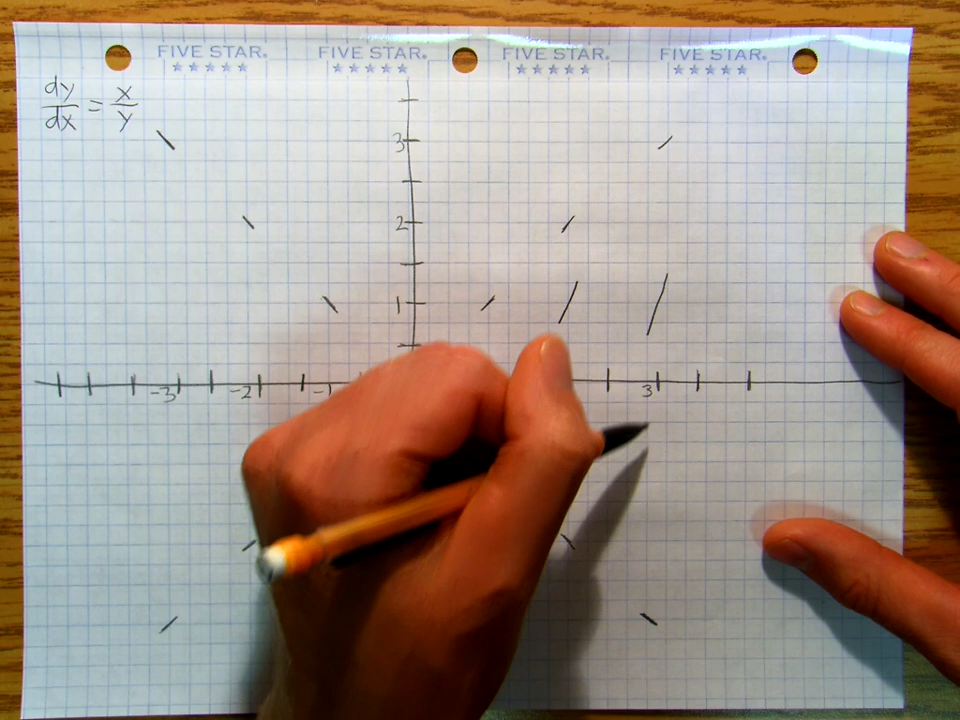 FIVE STAR. FIVE STAR. FIVE STAR. FIVE STAR.
dy/dx = x/y
3
2
1
-3 -2 -1 3